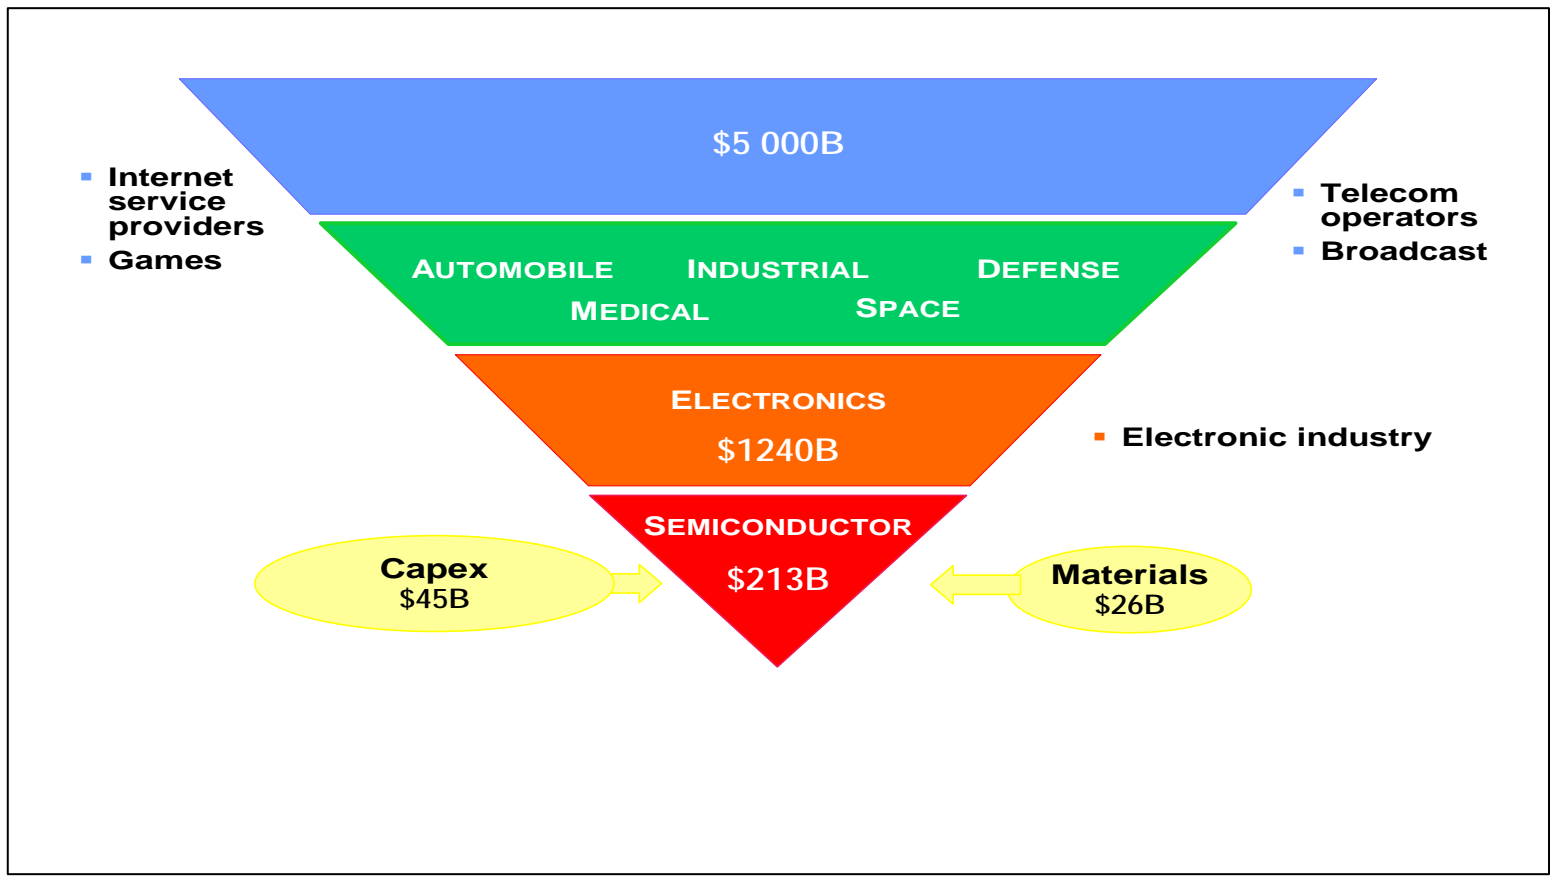 $5 000B
Internet
service
providers
Games
Telecom
operators
Broadcast
AUTOMOBILE INDUSTRIAL DEFENSE
MEDICAL SPACE
ELECTRONICS
$1240B
Electronic industry
SEMICONDUCTOR
$213B
Capex
$45B
Materials
$26B